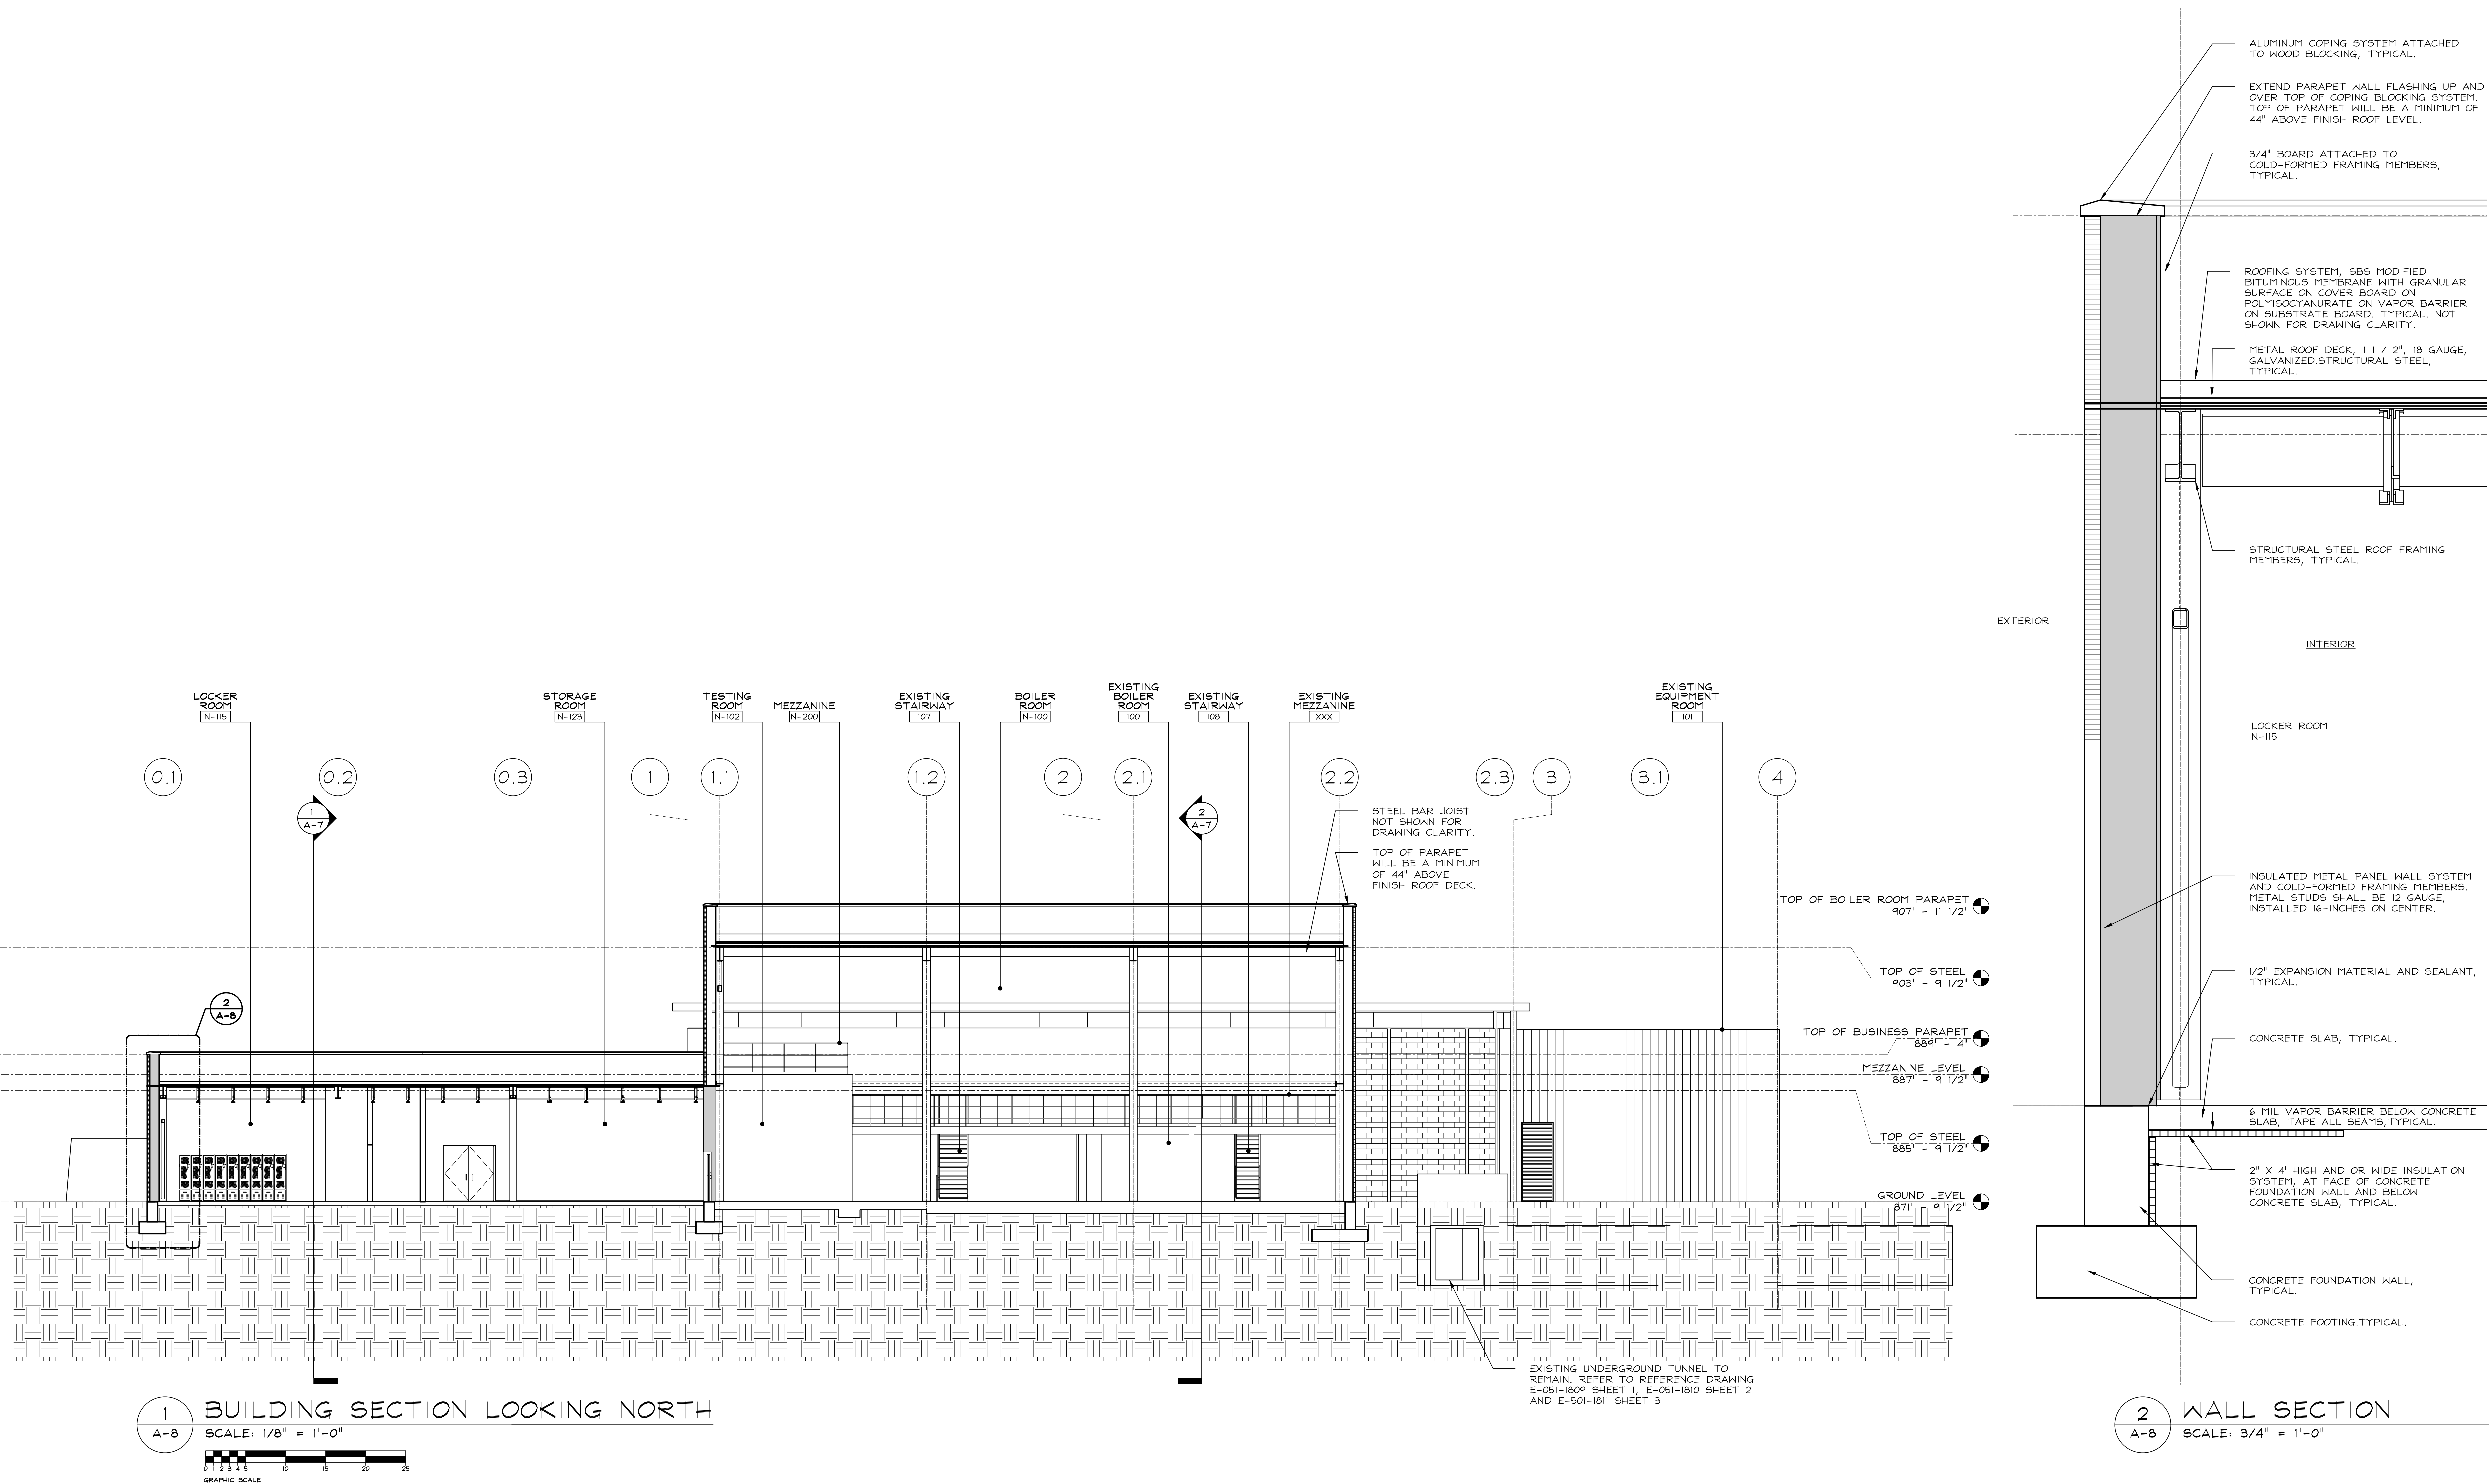 ALUMINUM COPING SYSTEM ATTACHED
TO WOOD BLOCKING, TYPICAL.
EXTEND PARAPET WALL FLASHING UP AND
OVER TOP OF COPING BLOCKING SYSTEM.
TOP OF PARAPET WILL BE A MINIMUM OF
44" ABOVE FINISH ROOF LEVEL.
3/4" BOARD ATTACHED TO
COLD-FORMED FRAMING MEMBERS,
TYPICAL.
ROOFING SYSTEM, SBS MODIFIED
BITUMINOUS MEMBRANE WITH GRANULAR
SURFACE ON COVER BOARD ON
POLYISOCYANURATE ON VAPOR BARRIER
ON SUBSTRATE BOARD. TYPICAL. NOT
SHOWN FOR DRAWING CLARITY.
METAL ROOF DECK, 1 1 / 2", 18 GAUGE,
GALVANIZED.STRUCTURAL STEEL,
TYPICAL.
STRUCTURAL STEEL ROOF FRAMING
MEMBERS, TYPICAL.
EXTERIOR
INTERIOR
LOCKER ROOM
N-115
INSULATED METAL PANEL WALL SYSTEM
AND COLD-FORMED FRAMING MEMBERS.
METAL STUDS SHALL BE 12 GAUGE,
INSTALLED 16-INCHES ON CENTER.
1/2" EXPANSION MATERIAL AND SEALANT,
TYPICAL.
CONCRETE SLAB, TYPICAL.
6 MIL VAPOR BARRIER BELOW CONCRETE
SLAB, TAPE ALL SEAMS,TYPICAL.
2" X 4' HIGH AND OR WIDE INSULATION
SYSTEM, AT FACE OF CONCRETE
FOUNDATION WALL AND BELOW
CONCRETE SLAB, TYPICAL.
CONCRETE FOUNDATION WALL,
TYPICAL.
CONCRETE FOOTING.TYPICAL.
2
A-8
WALL SECTION
SCALE: 3/4" = 1'-0"
LOCKER
ROOM
N-115
STORAGE
ROOM
N-123
TESTING
ROOM
N-102
MEZZANINE
N-200
EXISTING
STAIRWAY
107
BOILER
ROOM
N-100
EXISTING
BOILER
ROOM
100
EXISTING
STAIRWAY
108
EXISTING
MEZZANINE
XXX
EXISTING
EQUIPMENT
ROOM
101
0.1
0.2
0.3
1
1.1
1.2
2
2.1
2.2
2.3
3
3.1
4
1
A-7
2
A-7
STEEL BAR JOIST
NOT SHOWN FOR
DRAWING CLARITY.
TOP OF PARAPET
WILL BE A MINIMUM
OF 44" ABOVE
FINISH ROOF DECK.
TOP OF BOILER ROOM PARAPET
907' - 11 1/2"
TOP OF STEEL
903' - 9 1/2"
TOP OF BUSINESS PARAPET
889' - 4"
MEZZANINE LEVEL
887' - 9 1/2"
TOP OF STEEL
885' - 9 1/2"
GROUND LEVEL
871' - 9 1/2"
2
A-8
EXISTING UNDERGROUND TUNNEL TO
REMAIN. REFER TO REFERENCE DRAWING
E-051-1809 SHEET 1, E-051-1810 SHEET 2
AND E-501-1811 SHEET 3
1
A-8
BUILDING SECTION LOOKING NORTH
SCALE: 1/8" = 1'-0"
0 1 2 3 4 5 10 15 20 25
GRAPHIC SCALE